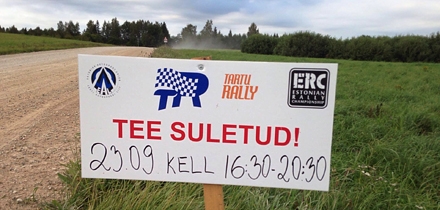 TR
TARTU
RALLY
ERC
ESTONIAN
RALLY
CHAMPIONSHIP
TEE SULETUD!
23.09 KELL 16:30-20:30